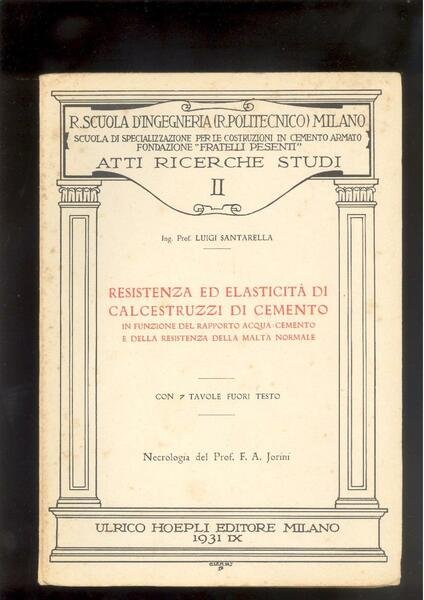 R. SCUOLA D'INGEGNERIA (R. POLITECNICO) MILANO
SCUOLA DI SPECIALIZZAZIONE PER LE COSTRUZIONI IN CEMENTO ARMATO
FONDAZIONE "FRATELLI PESENTI"
ATTI RICERCHE STUDI
II
Ing. Prof. LUIGI SANTARELLA
RESISTENZA ED ELASTICITÀ DI
CALCESTRUZZI DI CEMENTO
IN FUNZIONE DEL RAPPORTO ACQUA-CEMENTO
E DELLA RESISTENZA DELLA MALTA NORMALE
CON 7 TAVOLE FUORI TESTO
Necrologia del Prof. F. A. Jorini
ULRICO HOEPLI EDITORE MILANO
1931 IX